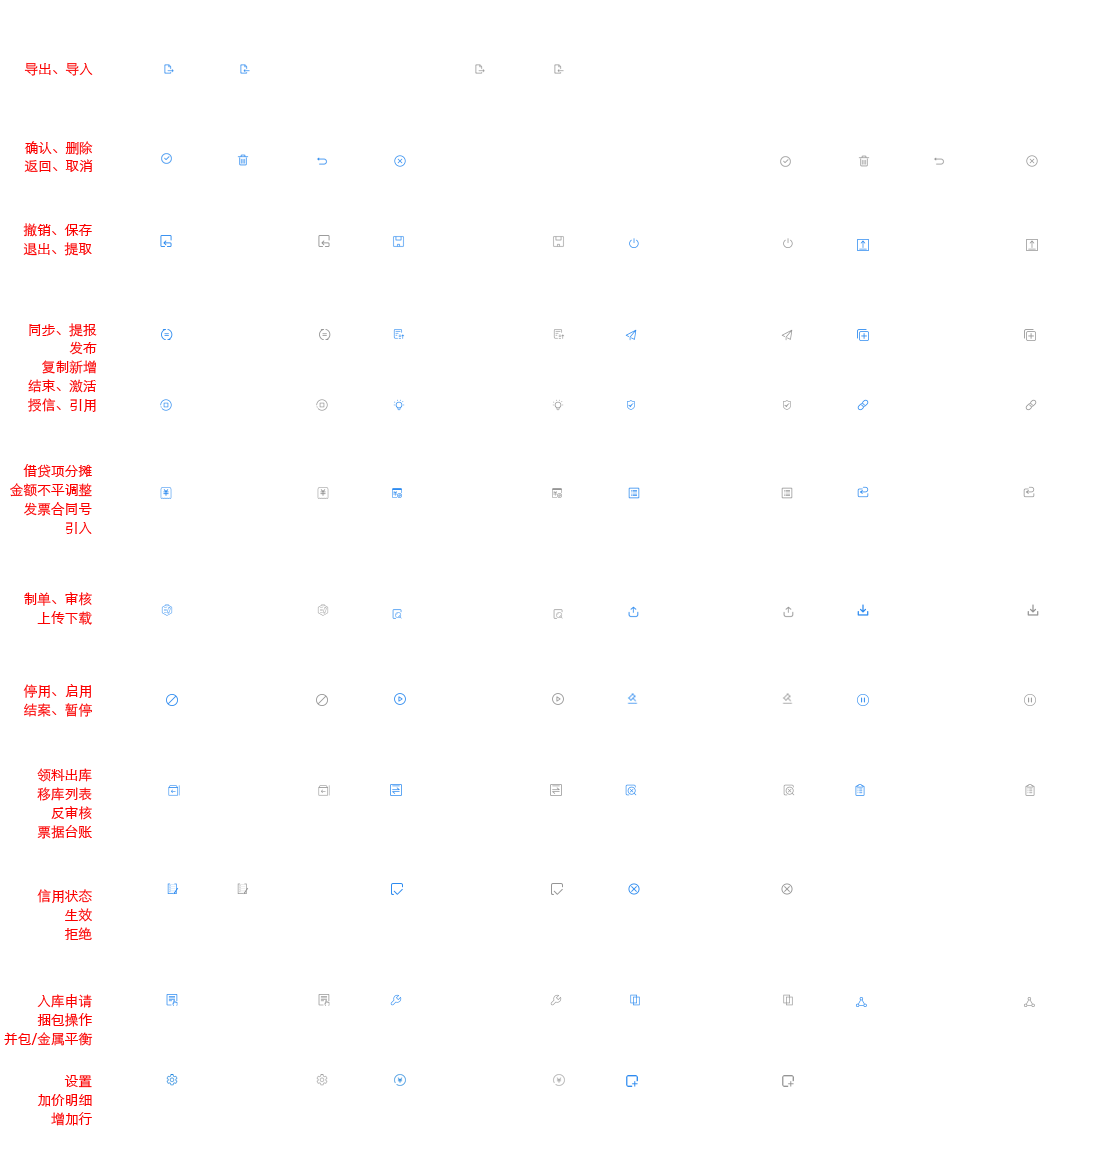 导出、导入
确认、删除
返回、取消
撤销、保存
退出、提取
同步、提报
发布
复制新增
结束、激活
授信、引用
借贷项分摊
金额不平调整
发票合同号
引入
制单、审核
上传下载
停用、启用
结案、暂停
领料出库
移库列表
反审核
票据台账
信用状态
生效
拒绝
入库申请
捆包操作
并包/金属平衡
设置
加价明细
增加行